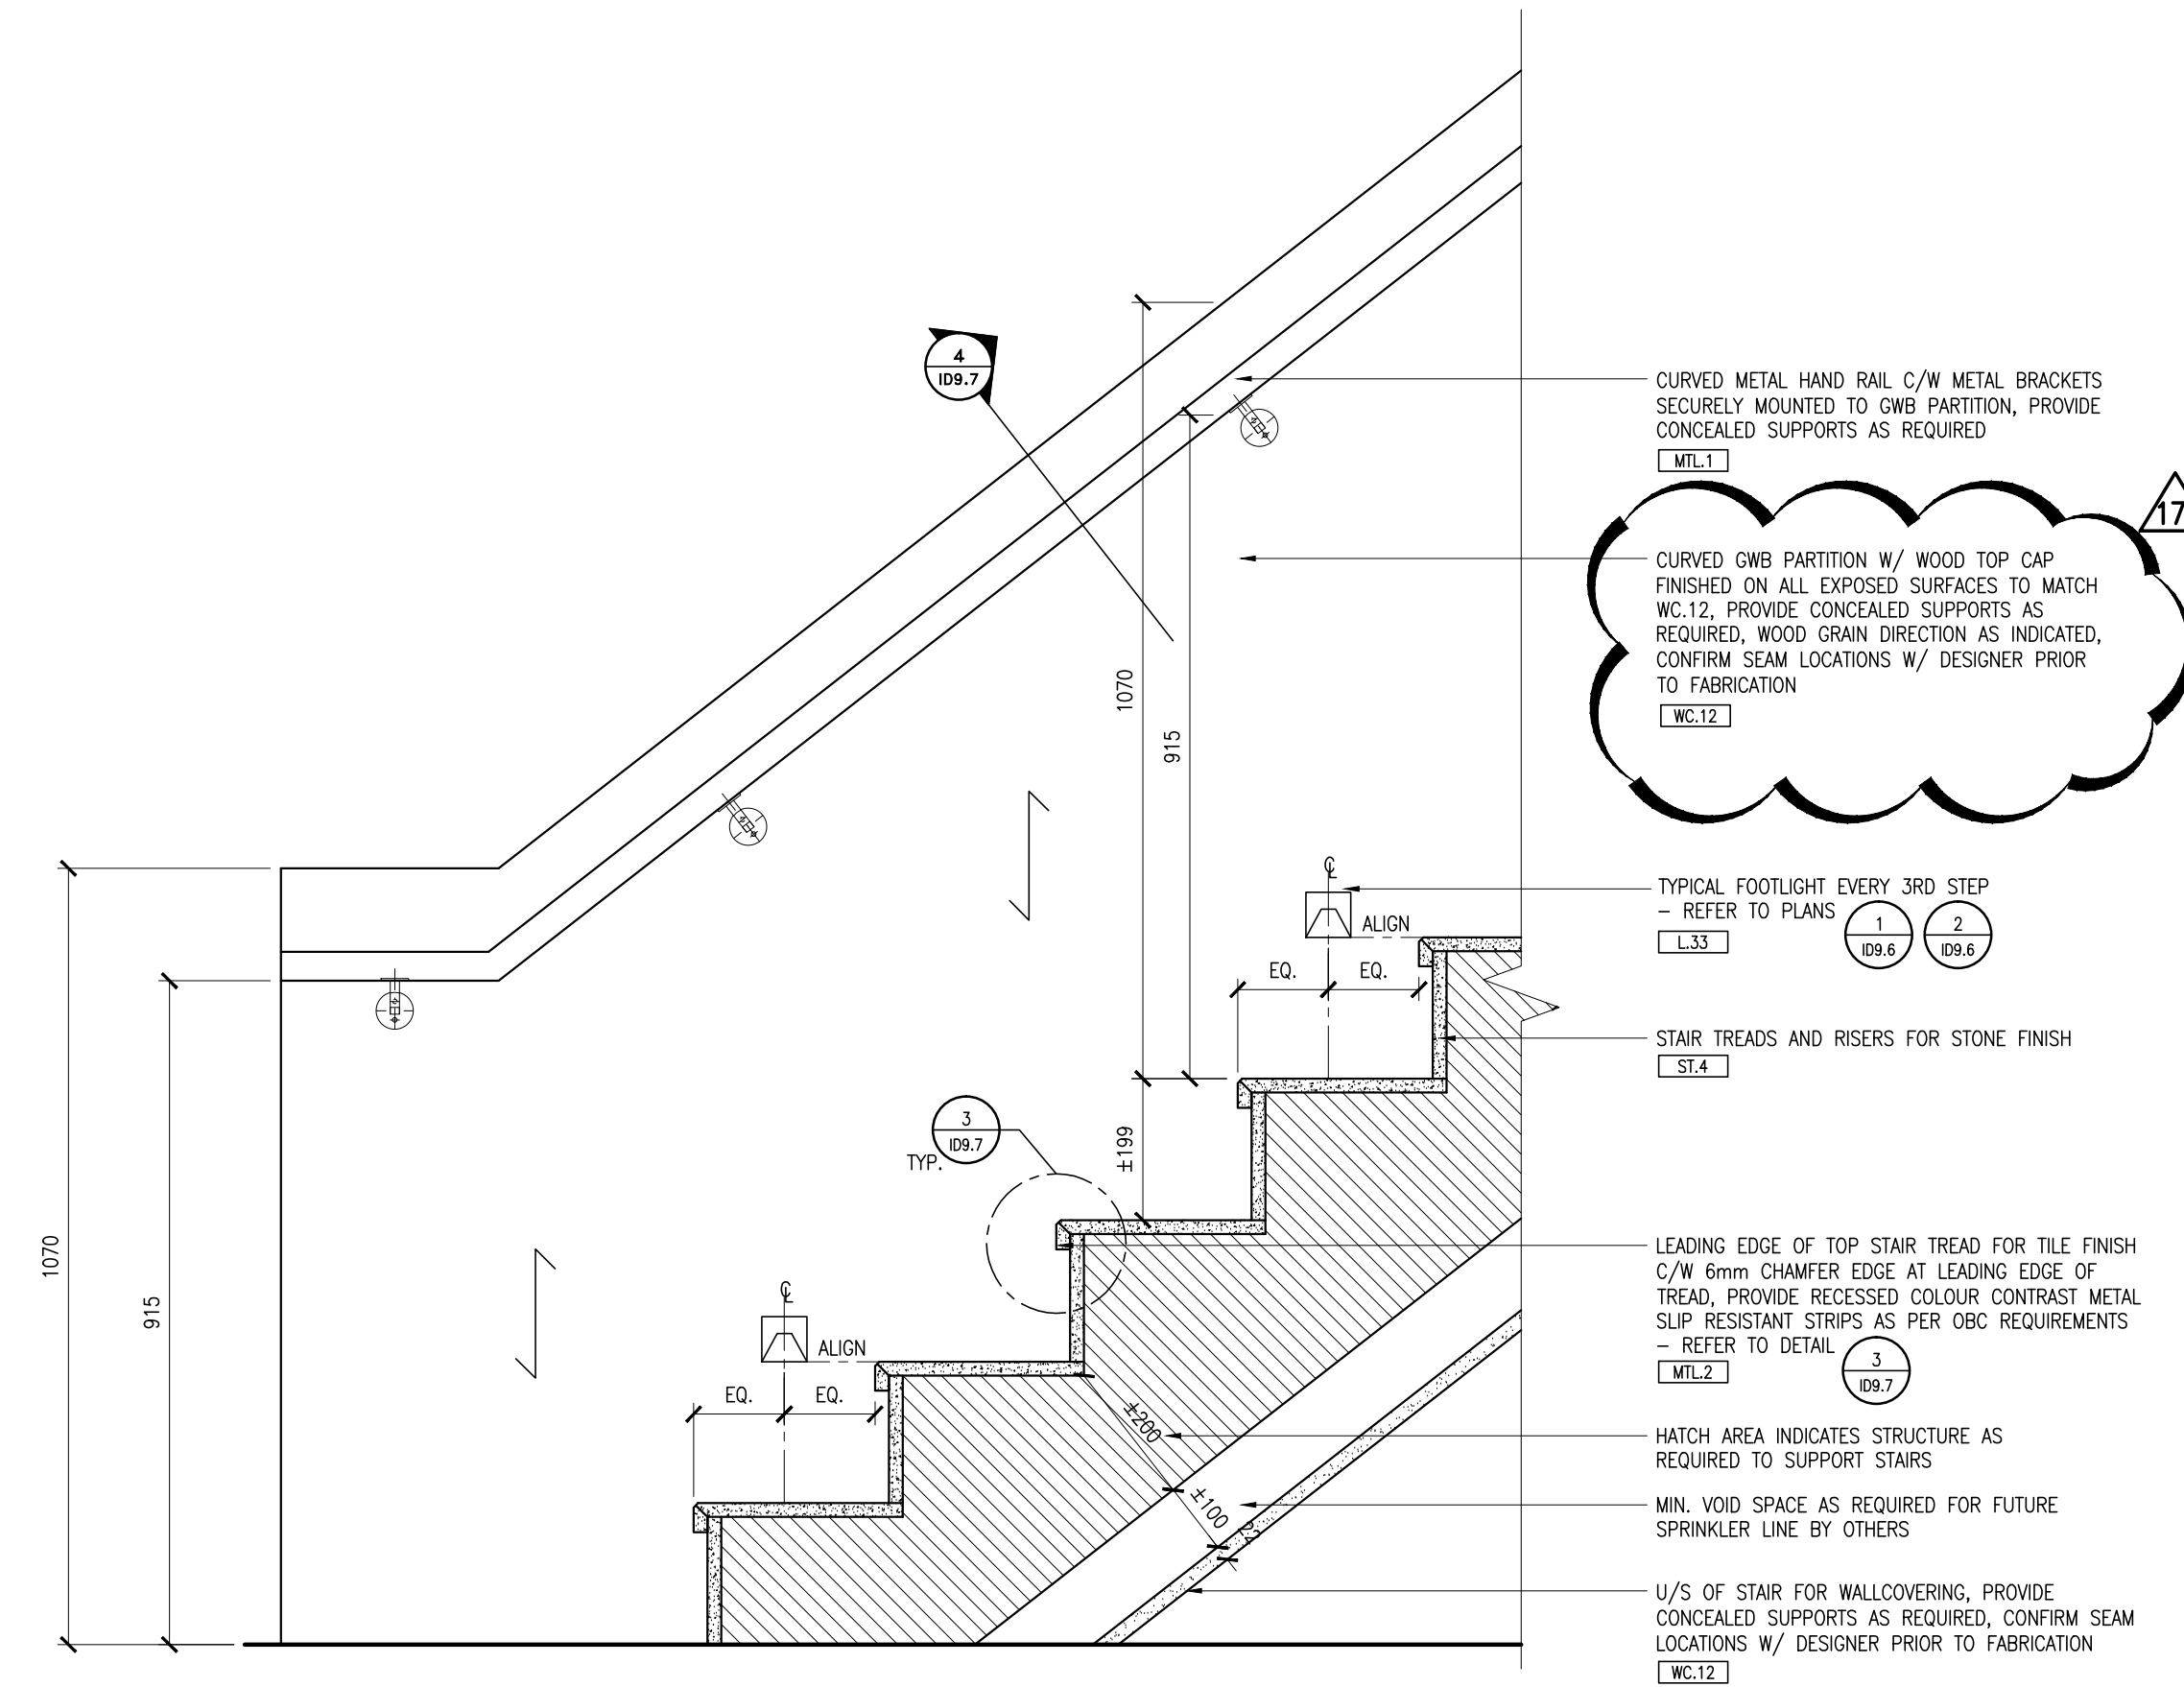 4
ID9.7
CURVED METAL HAND RAIL C/W METAL BRACKETS
SECURELY MOUNTED TO GWB PARTITION, PROVIDE
CONCEALED SUPPORTS AS REQUIRED
MTL.1
17
CURVED GWB PARTITION W/ WOOD TOP CAP
FINISHED ON ALL EXPOSED SURFACES TO MATCH
WC.12, PROVIDE CONCEALED SUPPORTS AS
REQUIRED, WOOD GRAIN DIRECTION AS INDICATED,
CONFIRM SEAM LOCATIONS W/ DESIGNER PRIOR
TO FABRICATION
WC.12
1070
915
℄
ALIGN
EQ.
EQ.
TYPICAL FOOTLIGHT EVERY 3RD STEP
– REFER TO PLANS
L.33
1
ID9.6
2
ID9.6
STAIR TREADS AND RISERS FOR STONE FINISH
ST.4
3
ID9.7
TYP.
±199
1070
915
LEADING EDGE OF TOP STAIR TREAD FOR TILE FINISH
C/W 6mm CHAMFER EDGE AT LEADING EDGE OF
TREAD, PROVIDE RECESSED COLOUR CONTRAST METAL
SLIP RESISTANT STRIPS AS PER OBC REQUIREMENTS
– REFER TO DETAIL
MTL.2
3
ID9.7
℄
ALIGN
EQ.
EQ.
±200
HATCH AREA INDICATES STRUCTURE AS
REQUIRED TO SUPPORT STAIRS
±100
22
MIN. VOID SPACE AS REQUIRED FOR FUTURE
SPRINKLER LINE BY OTHERS
U/S OF STAIR FOR WALLCOVERING, PROVIDE
CONCEALED SUPPORTS AS REQUIRED, CONFIRM SEAM
LOCATIONS W/ DESIGNER PRIOR TO FABRICATION
WC.12